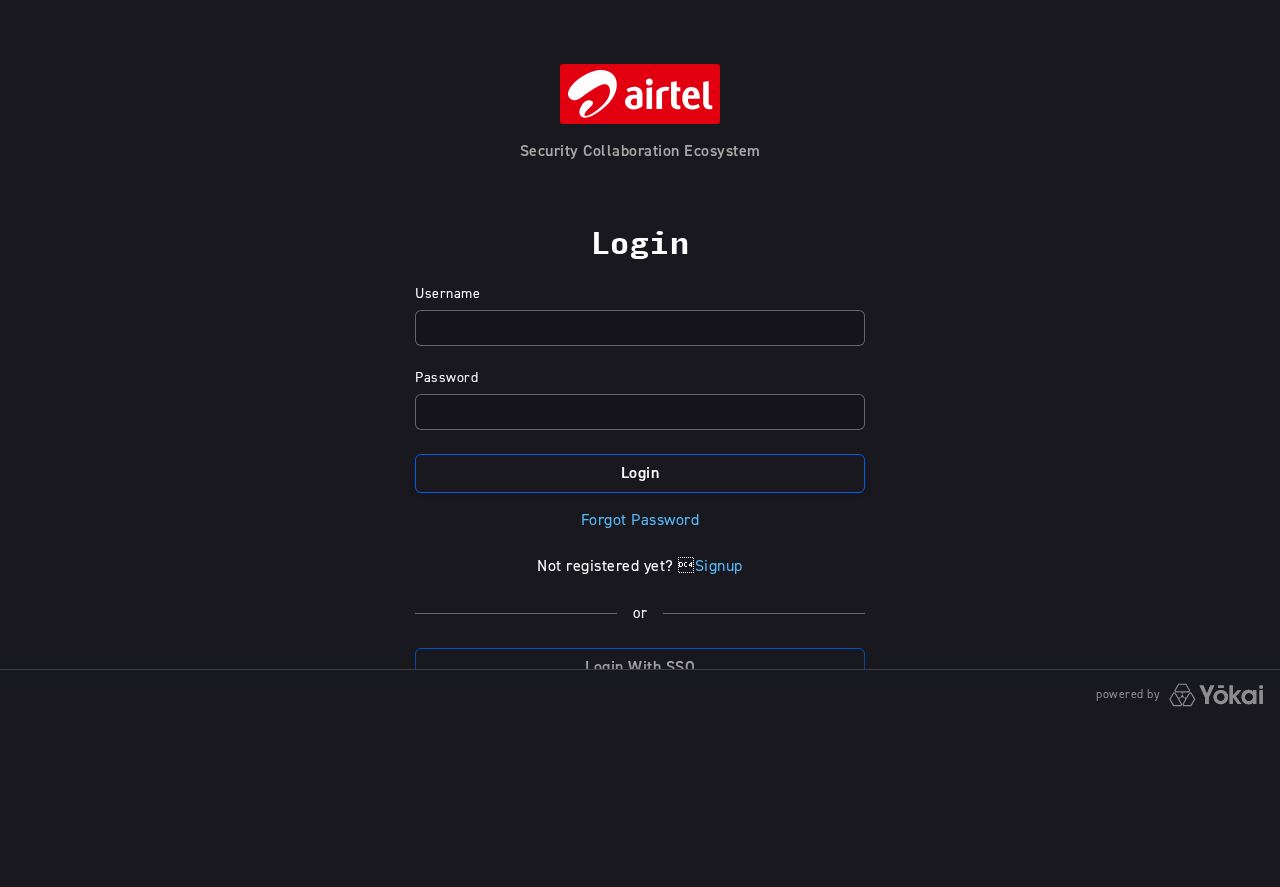 airtel
Security Collaboration Ecosystem
Login
Username
Password
Login
Forgot Password
Not registered yet? Signup
or
Login With SSO
powered by Yōkai